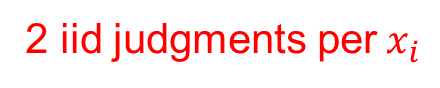 2 iid judgments per xᵢ